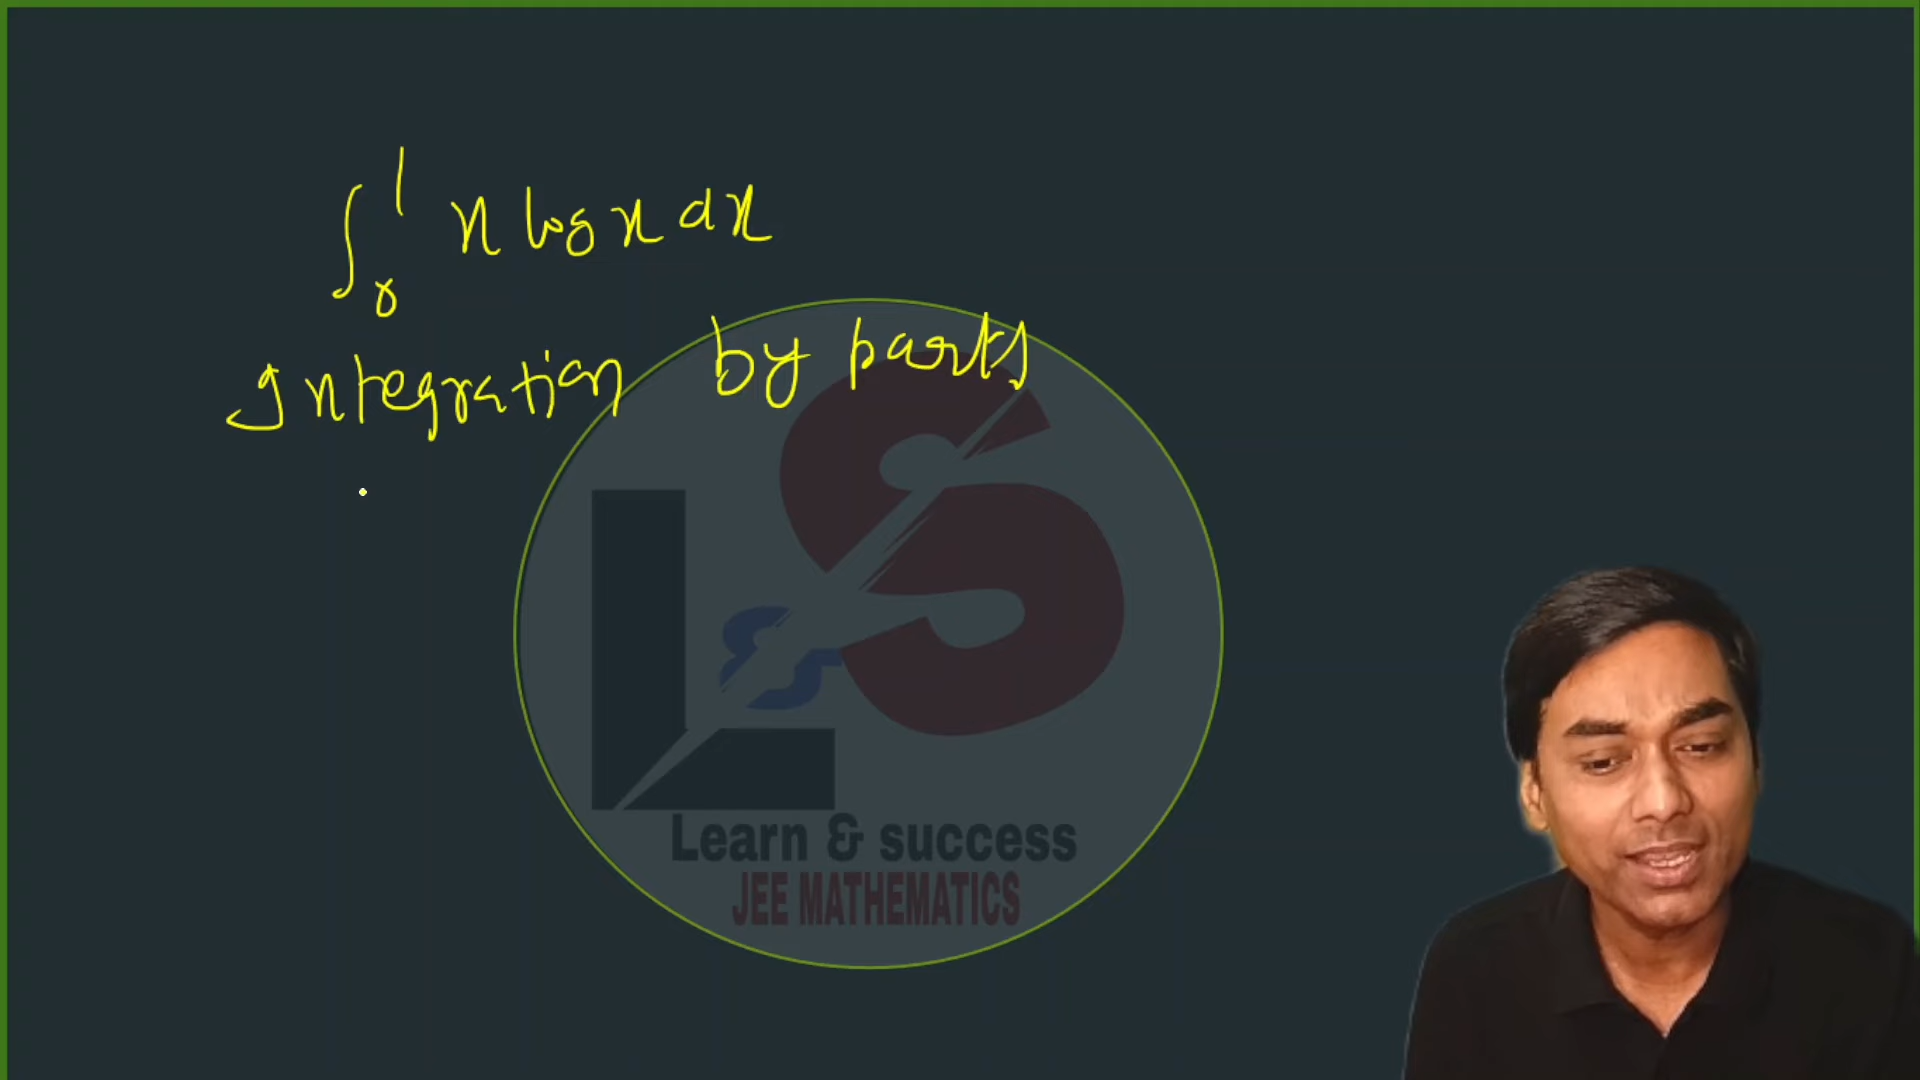 ∫₀¹ x log x dx
Integration by parts
L&S
Learn & success
JEE MATHEMATICS